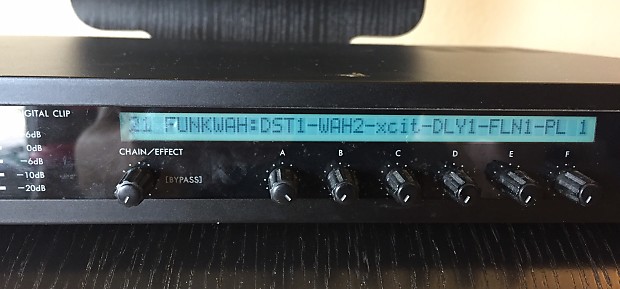 DIGITAL CLIP
21 FUNKWAH:DST1-WAH2-xcit-DLY1-FLN1-PL 1
-6dB
0dB
-6dB
-10dB
-20dB
CHAIN/EFFECT
A B C D E F
[BYPASS]